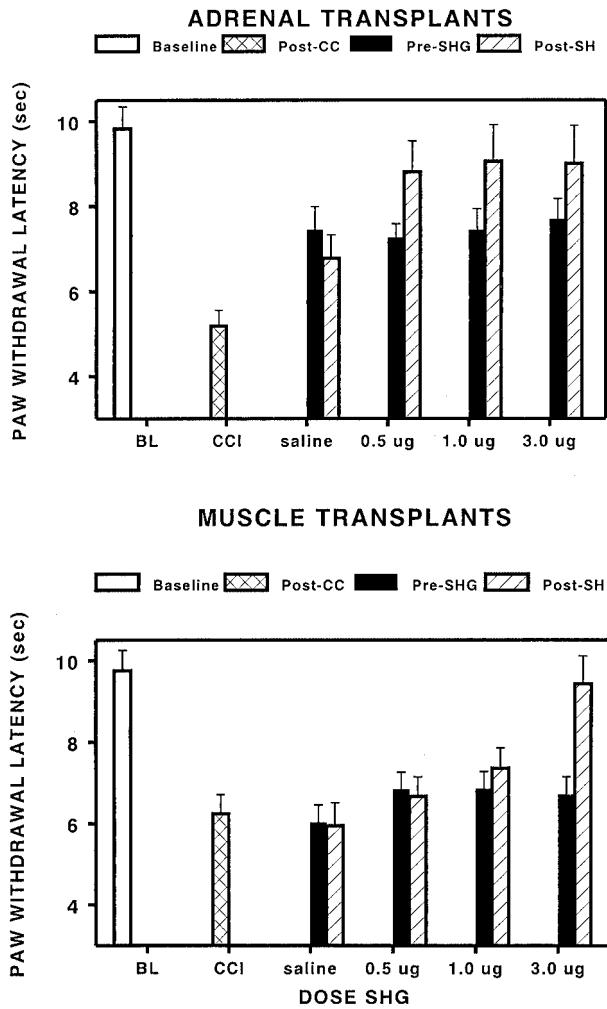 ADRENAL TRANSPLANTS
Baseline Post-CC Pre-SHG Post-SH
PAW WITHDRAWAL LATENCY (sec)
10
8
6
4
BL CCI saline 0.5 ug 1.0 ug 3.0 ug
MUSCLE TRANSPLANTS
Baseline Post-CC Pre-SHG Post-SH
PAW WITHDRAWAL LATENCY (sec)
10
8
6
4
BL CCI saline 0.5 ug 1.0 ug 3.0 ug
DOSE SHG